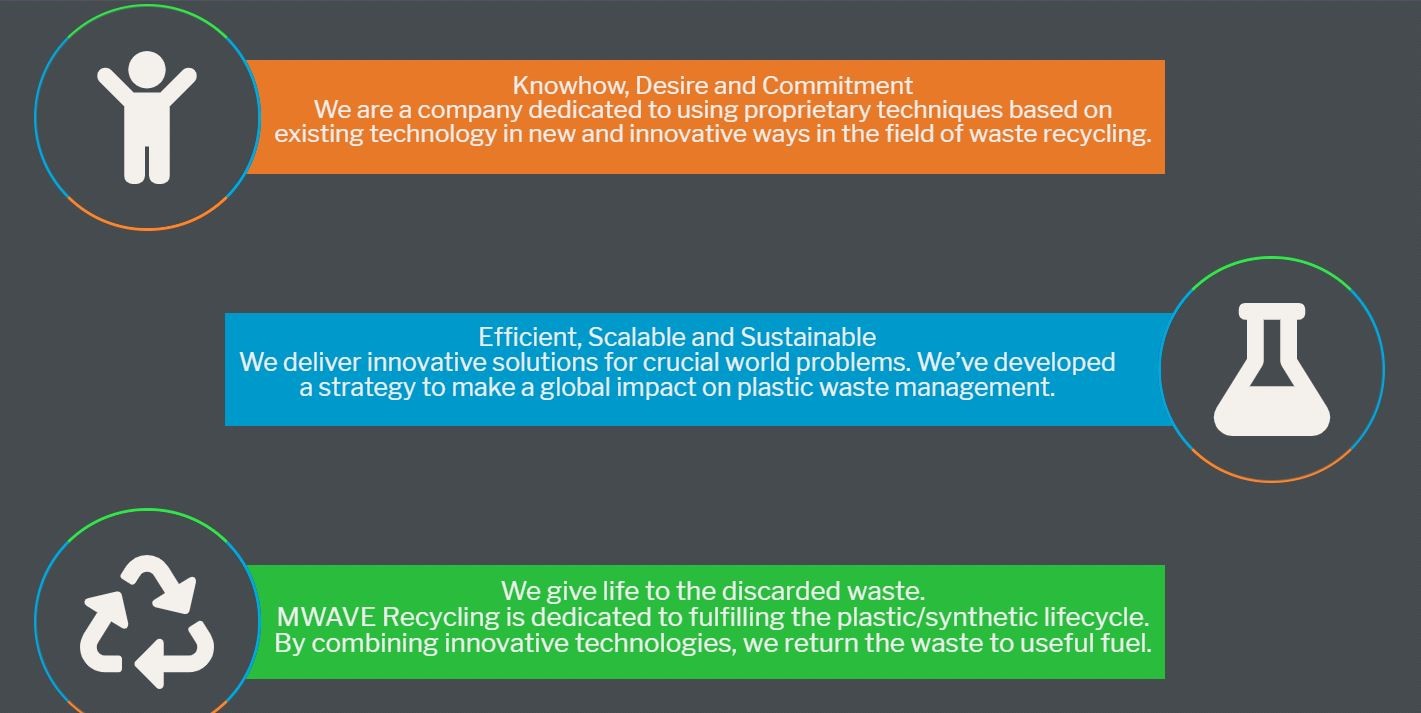 Knowhow, Desire and Commitment
We are a company dedicated to using proprietary techniques based on
existing technology in new and innovative ways in the field of waste recycling.
Efficient, Scalable and Sustainable
We deliver innovative solutions for crucial world problems. We’ve developed
a strategy to make a global impact on plastic waste management.
We give life to the discarded waste.
MWAVE Recycling is dedicated to fulfilling the plastic/synthetic lifecycle.
By combining innovative technologies, we return the waste to useful fuel.